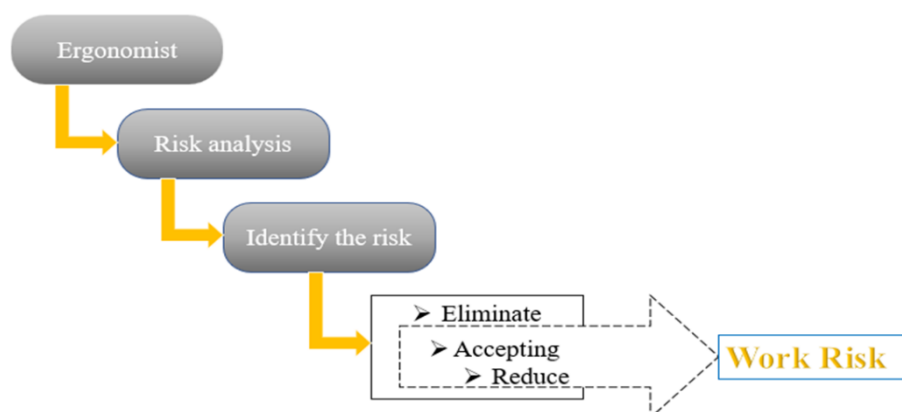 Ergonomist
Risk analysis
Identify the risk
➢ Eliminate
➢ Accepting
➢ Reduce
Work Risk